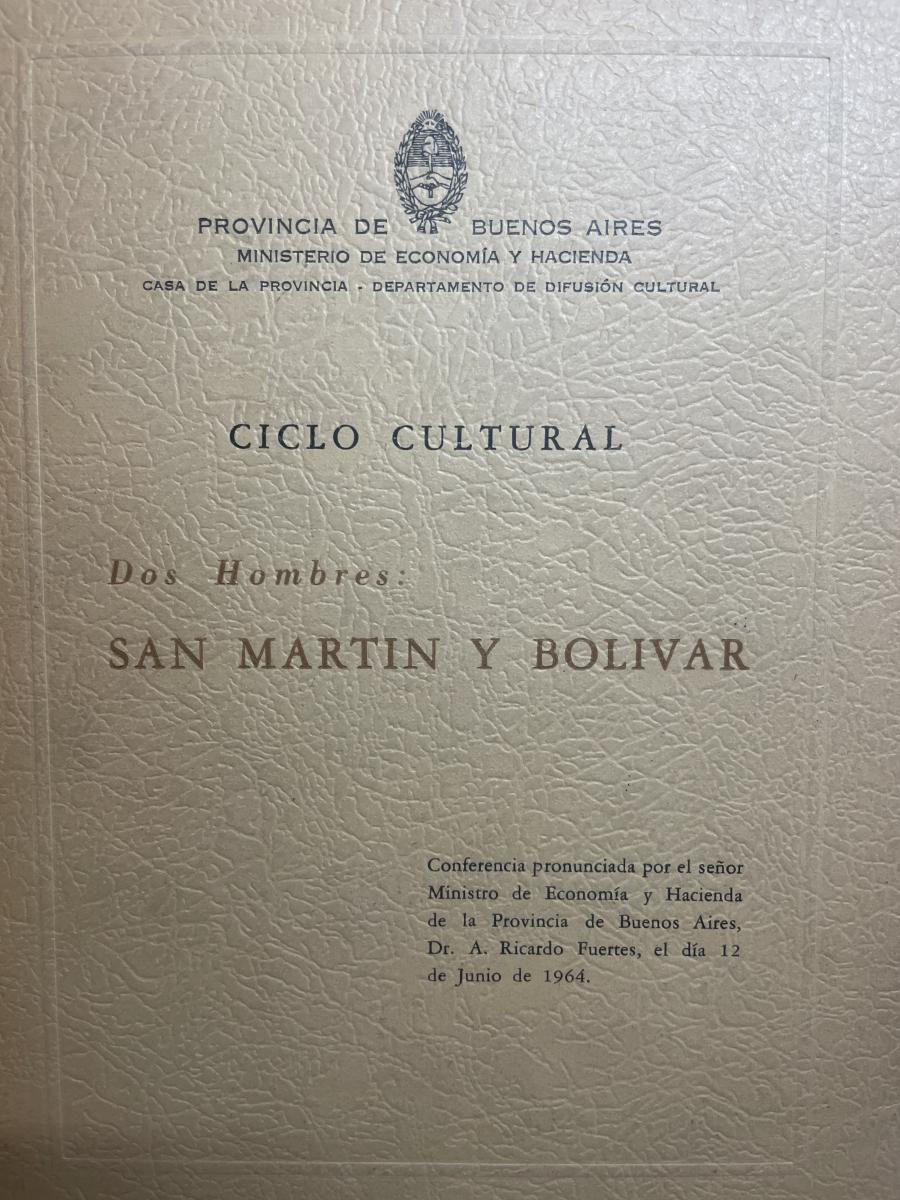 PROVINCIA DE BUENOS AIRES
MINISTERIO DE ECONOMÍA Y HACIENDA
CASA DE LA PROVINCIA - DEPARTAMENTO DE DIFUSIÓN CULTURAL
CICLO CULTURAL
Dos Hombres:
SAN MARTIN Y BOLIVAR
Conferencia pronunciada por el señor
Ministro de Economía y Hacienda
de la Provincia de Buenos Aires,
Dr. A. Ricardo Fuertes, el día 12
de Junio de 1964.